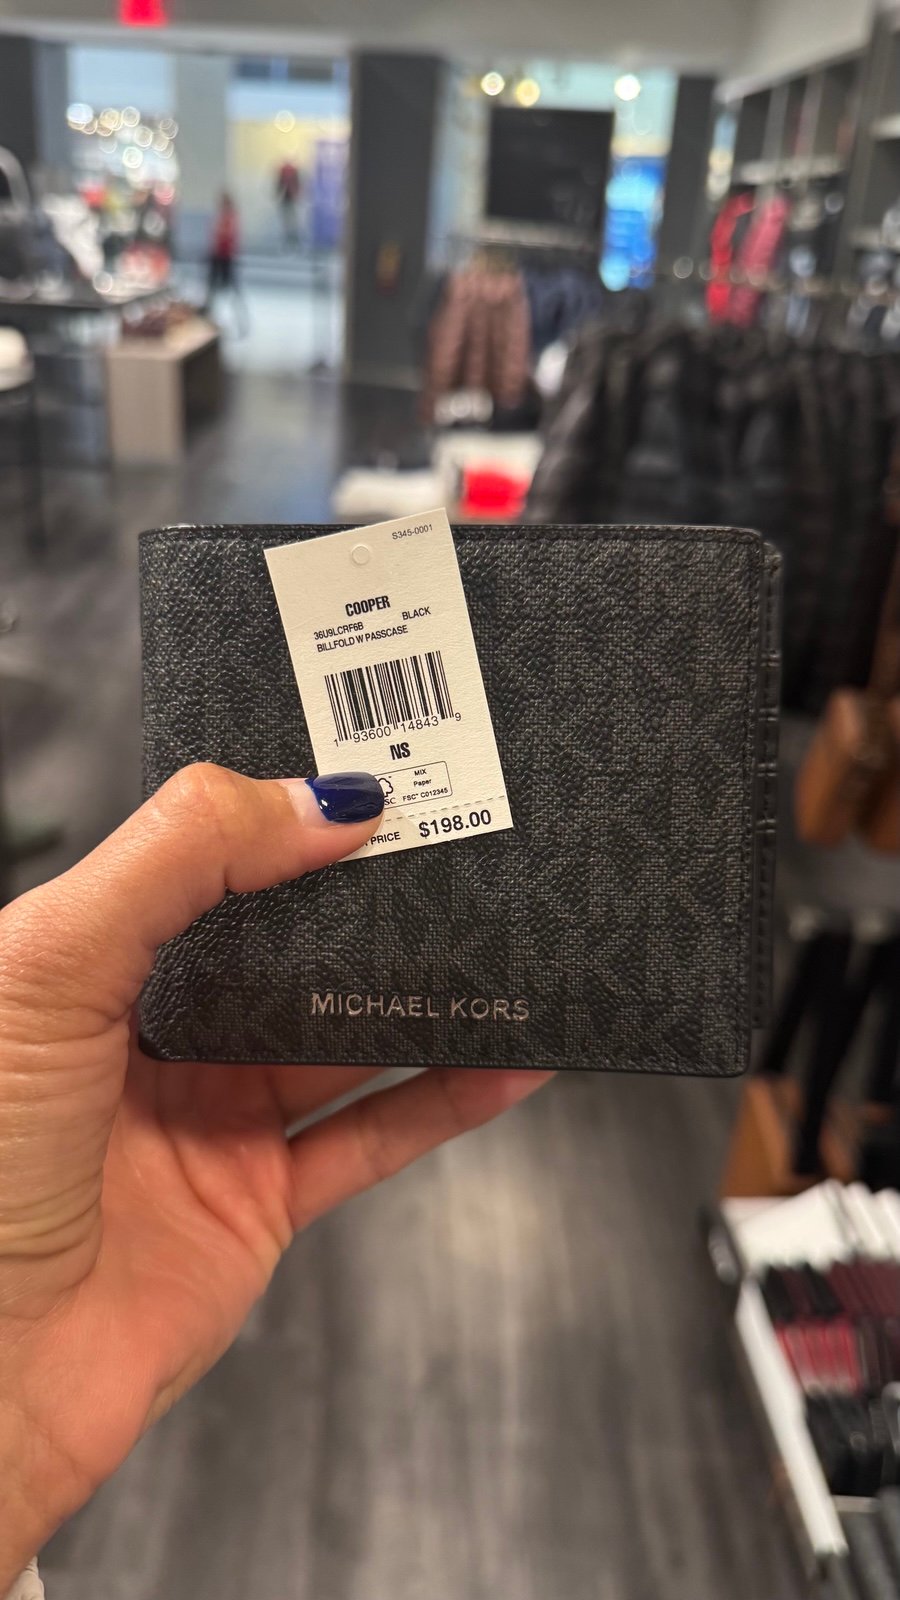 S345-0001
COOPER
36U9LCRF6B BLACK
BILLFOLD W PASSCASE
1 93600 14843 9
NS
MIX
Paper
FSC™ C012345
PRICE $198.00
MICHAEL KORS